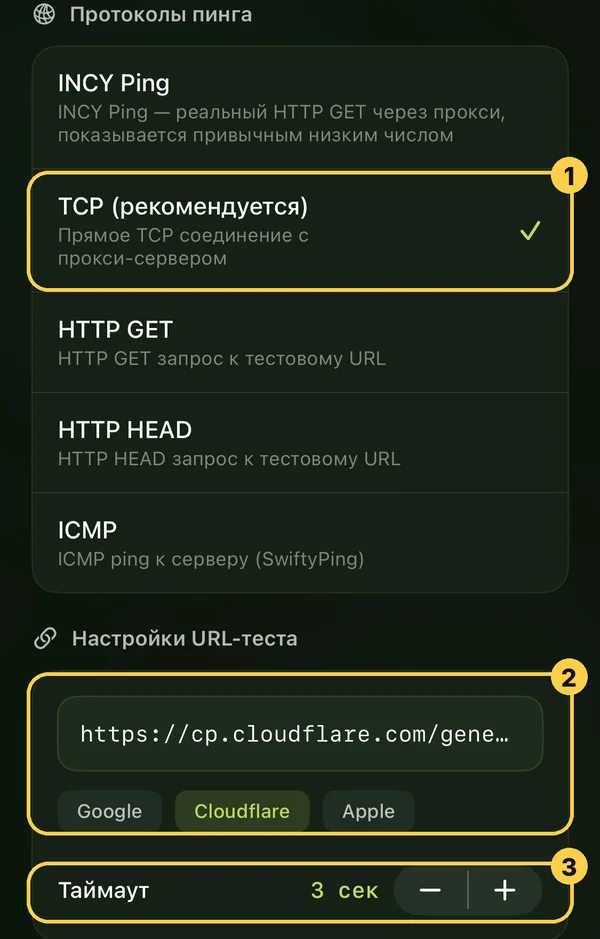 Протоколы пинга
INCY Ping
INCY Ping — реальный HTTP GET через прокси,
показывается привычным низким числом
1
TCP (рекомендуется)
Прямое TCP соединение с
прокси-сервером
HTTP GET
HTTP GET запрос к тестовому URL
HTTP HEAD
HTTP HEAD запрос к тестовому URL
ICMP
ICMP ping к серверу (SwiftyPing)
Настройки URL-теста
2
https://cp.cloudflare.com/gene…
Google Cloudflare Apple
3
Таймаут 3 сек − +